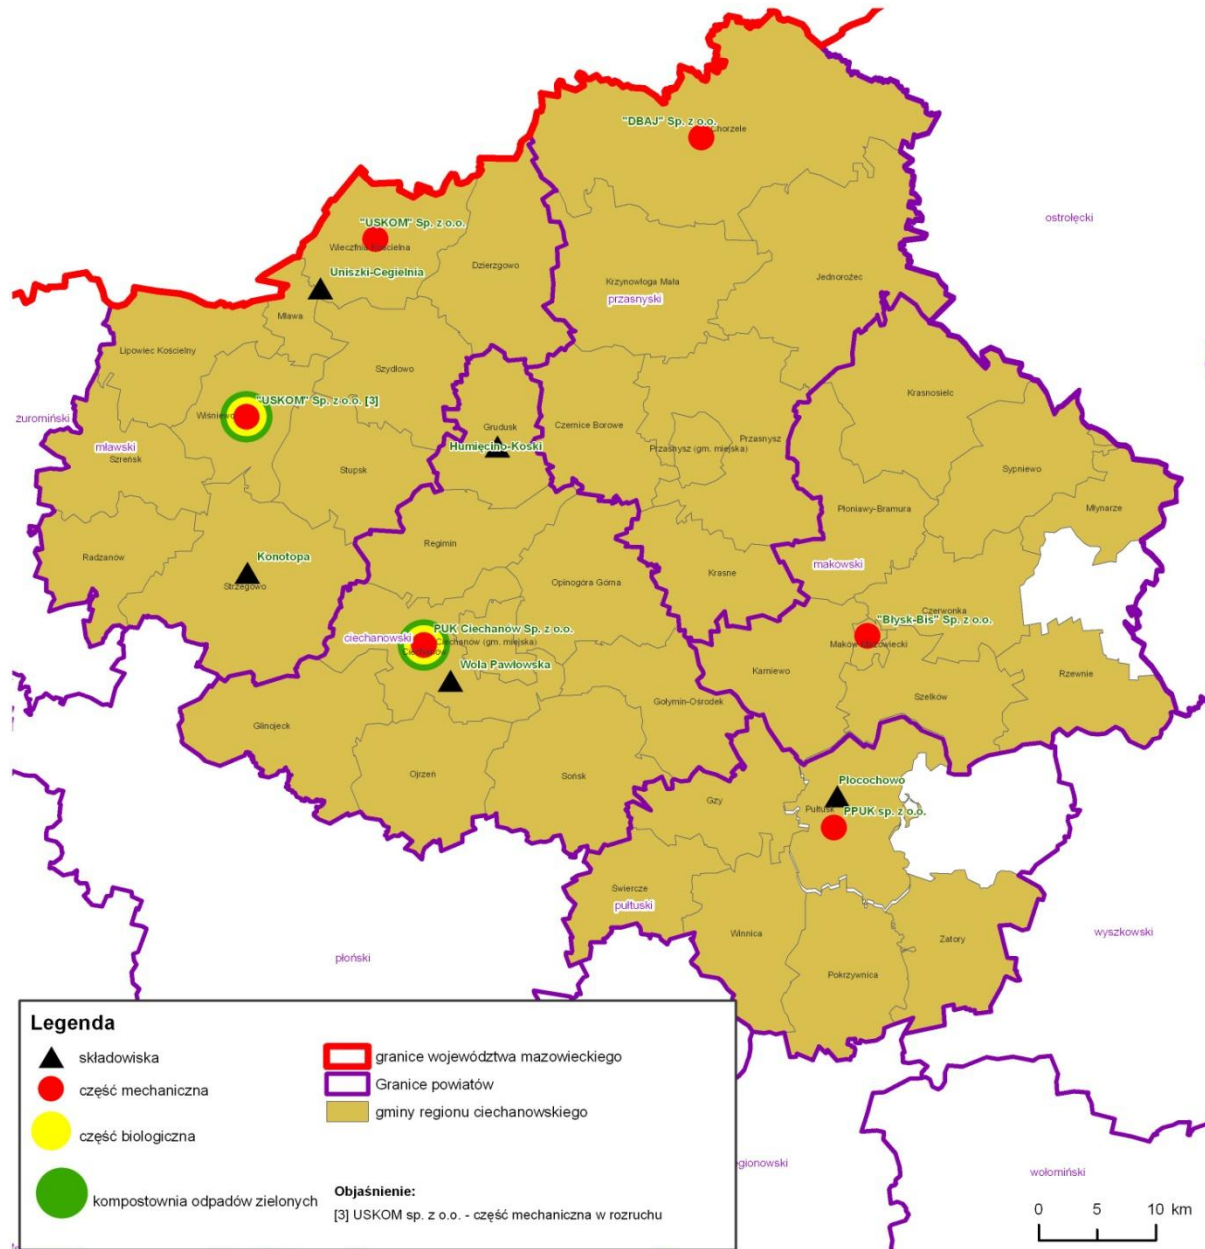 "DBAJ" Sp. z o.o.
Chorzele
ostrołęcki
"USKOM" Sp. z o.o.
Wieczfnia Kościelna
Dzierzgowo
Uniszki-Cegielnia
Krzynowłoga Mała
Jednorożec
przasnyski
Mława
Lipowiec Kościelny
Szydłowo
Krasnosielc
"USKOM" Sp. z o.o. [3]
Wiśniewo
żuromiński
mławski
Szreńsk
Grudusk
Czernice Borowe
Humięcino-Koski
Przasnysz
Przasnysz (gm. miejska)
Sypniewo
Stupsk
Młynarze
Płoniawy-Bramura
Radzanów
Konotopa
Strzegowo
Regimin
Opinogóra Górna
Krasne
makowski
Czerwonka
"Błysk-Bis" Sp. z o.o.
Maków Mazowiecki
PUK Ciechanów Sp. z o.o.
ciechanowski
Ciechanów (gm. miejska)
Ciechanów
Wola Pawłowska
Karniewo
Rzewnie
Szelków
Gołymin-Ośrodek
Glinojeck
Ojrzeń
Sońsk
Płocochowo
Gzy
Pułtusk
PPUK sp. z o.o.
Świercze
pułtuski
Winnica
Zatory
wyszkowski
płoński
Pokrzywnica
Legenda
składowiska
część mechaniczna
część biologiczna
kompostownia odpadów zielonych
granice województwa mazowieckiego
Granice powiatów
gminy regionu ciechanowskiego
Objaśnienie:
[3] USKOM sp. z o.o. - część mechaniczna w rozruchu
egionowski
wołomiński
0 5 10 km